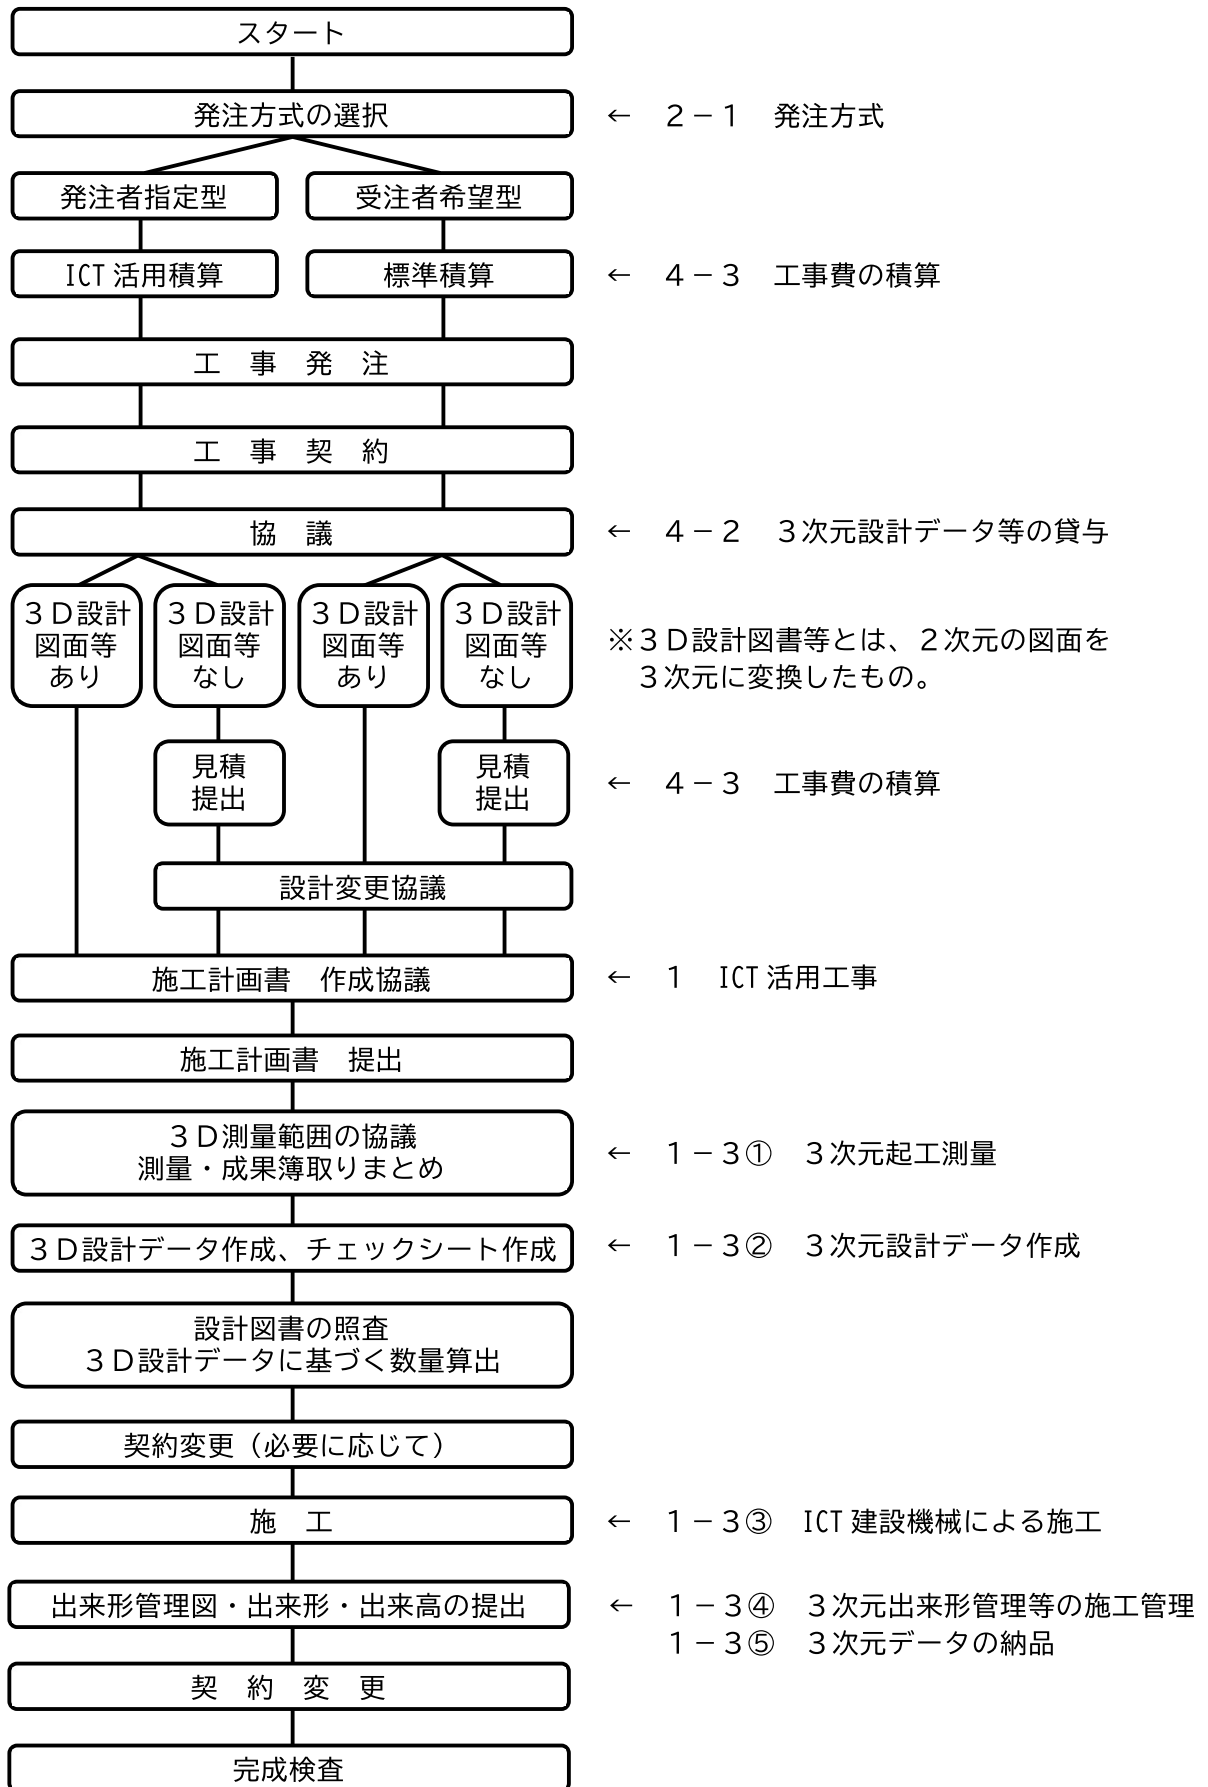 スタート
発注方式の選択
← 2－1 発注方式
発注者指定型
受注者希望型
ICT 活用積算
標準積算
← 4－3 工事費の積算
工 事 発 注
工 事 契 約
協 議
← 4－2 3次元設計データ等の貸与
3D設計
図面等
あり
3D設計
図面等
なし
3D設計
図面等
あり
3D設計
図面等
なし
※3D設計図書等とは、2次元の図面を
3次元に変換したもの。
見積
提出
見積
提出
← 4－3 工事費の積算
設計変更協議
施工計画書 作成協議
← 1 ICT 活用工事
施工計画書 提出
3D測量範囲の協議
測量・成果簿取りまとめ
← 1－3① 3次元起工測量
3D設計データ作成、チェックシート作成
← 1－3② 3次元設計データ作成
設計図書の照査
3D設計データに基づく数量算出
契約変更（必要に応じて）
施 工
← 1－3③ ICT 建設機械による施工
出来形管理図・出来形・出来高の提出
← 1－3④ 3次元出来形管理等の施工管理
1－3⑤ 3次元データの納品
契 約 変 更
完成検査